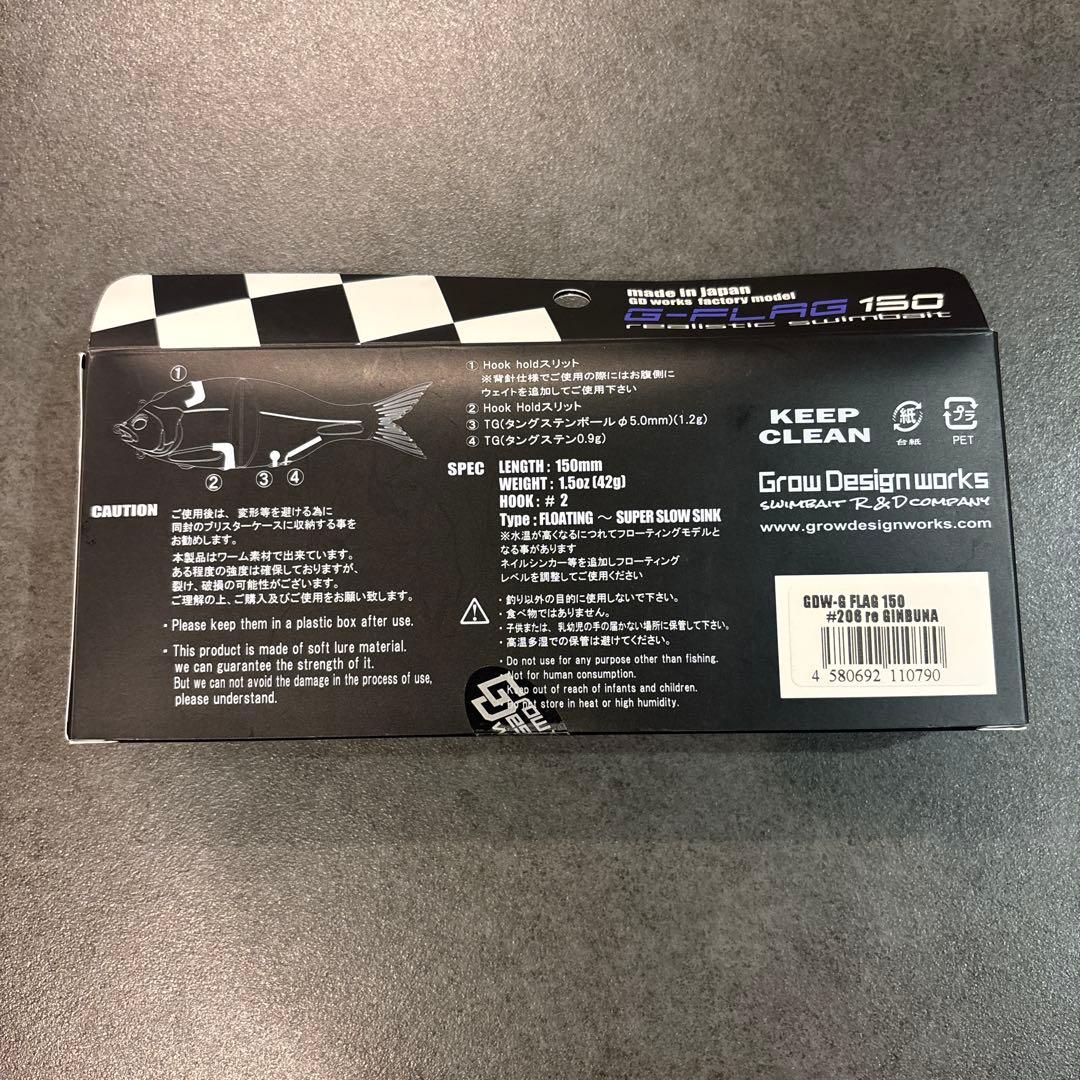 made in japan
GD works factory model
G-FLAG 150
realistic swimbait
① Hook holdスリット
※背針仕様でご使用の際にはお腹側に
ウェイトを追加してご使用下さい
② Hook Holdスリット
③ TG(タングステンボールφ5.0mm)(1.2g)
④ TG(タングステン0.9g)
①
② ③ ④
SPEC LENGTH : 150mm
WEIGHT : 1.5oz (42g)
HOOK : # 2
Type : FLOATING ～ SUPER SLOW SINK
※水温が高くなるにつれてフローティングモデルと
なる事があります
ネイルシンカー等を追加しフローティング
レベルを調整してご使用ください
CAUTION
ご使用後は、変形等を避ける為に
同封のブリスターケースに収納する事を
お勧めします。
本製品はワーム素材で出来ています。
ある程度の強度は確保しておりますが、
裂け、破損の可能性がございます。
ご理解の上、ご購入及びご使用をお願い致します。
・Please keep them in a plastic box after use.
・This product is made of soft lure material.
we can guarantee the strength of it.
But we can not avoid the damage in the process of use,
please understand.
・釣り以外の目的に使用しないで下さい。
・食べ物ではありません。
・子供または、乳幼児の手の届かない場所に保管して下さい。
・高温多湿での保管は避けてください。
・Do not use for any purpose other than fishing.
Not for human consumption.
Keep out of reach of infants and children.
Do not store in heat or high humidity.
KEEP
CLEAN
紙
台紙
プラ
PET
Grow Design works
SWIMBAIT R&D COMPANY
www.growdesignworks.com
GDW-G FLAG 150
#206 re GINBUNA
4 580692 110790